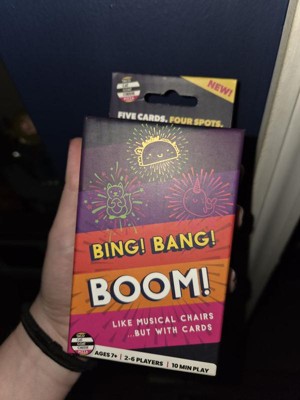 NEW!
FIVE CARDS. FOUR SPOTS.
BING! BANG!
BOOM!
LIKE MUSICAL CHAIRS
...BUT WITH CARDS
AGES 7+ | 2-6 PLAYERS | 10 MIN PLAY